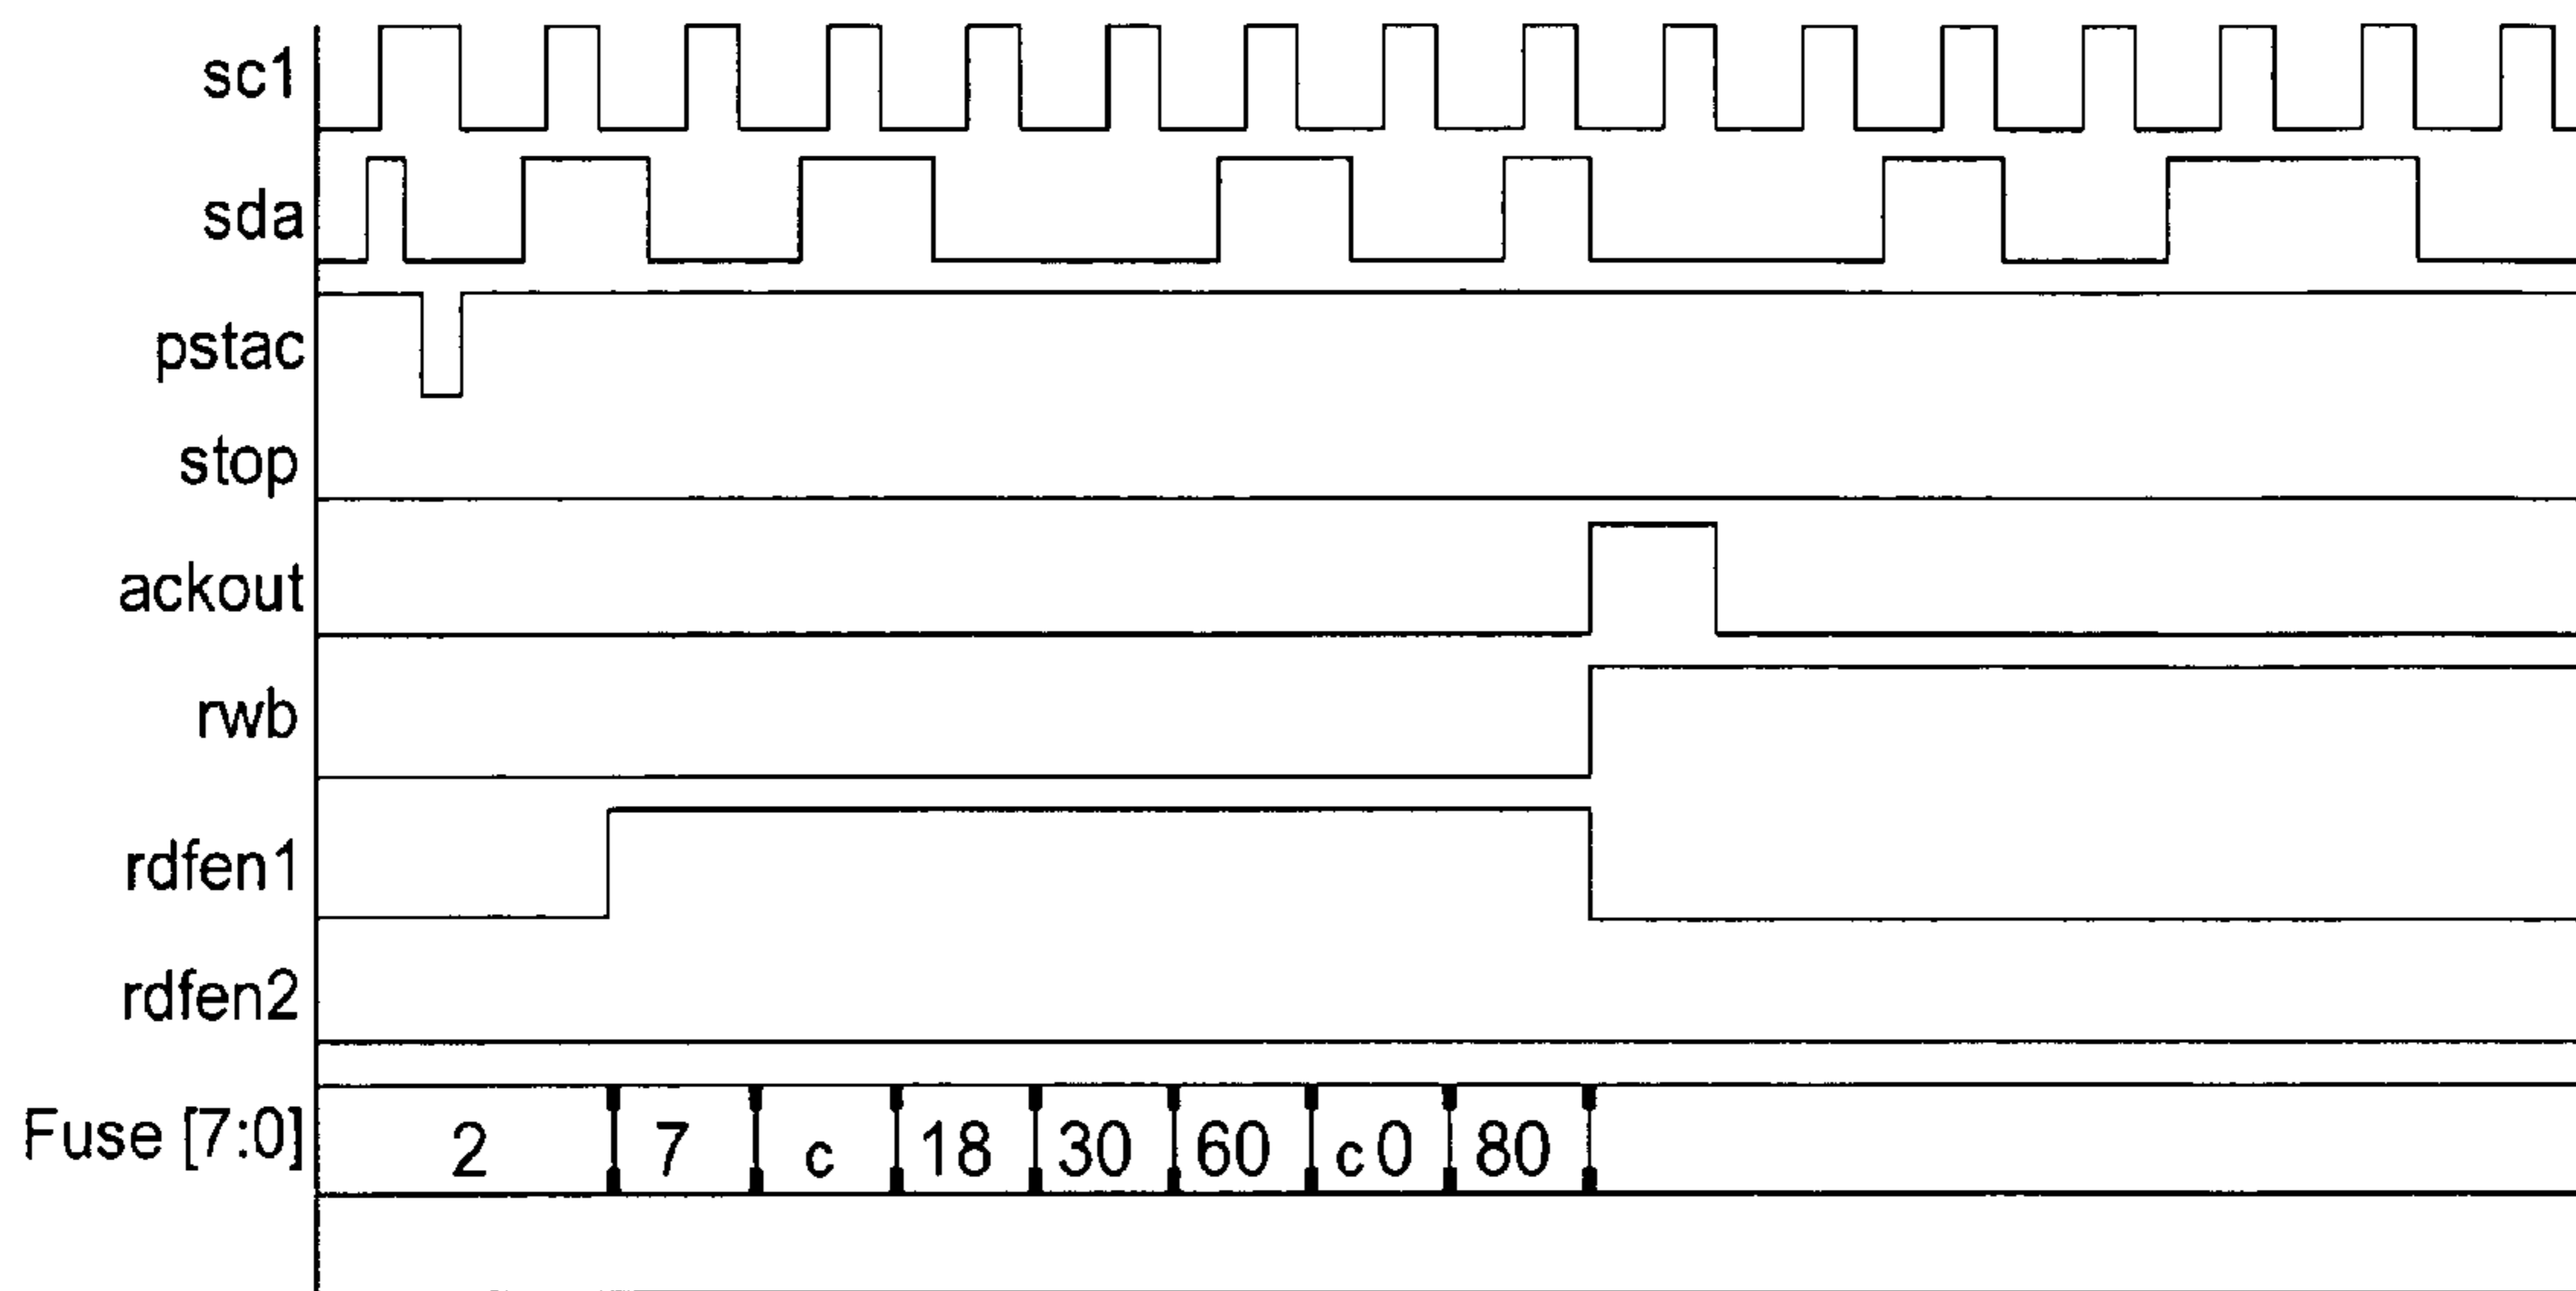 sc1
sda
pstac
stop
ackout
rwb
rdfen1
rdfen2
Fuse [7:0] 2 7 c 18 30 60 c0 80